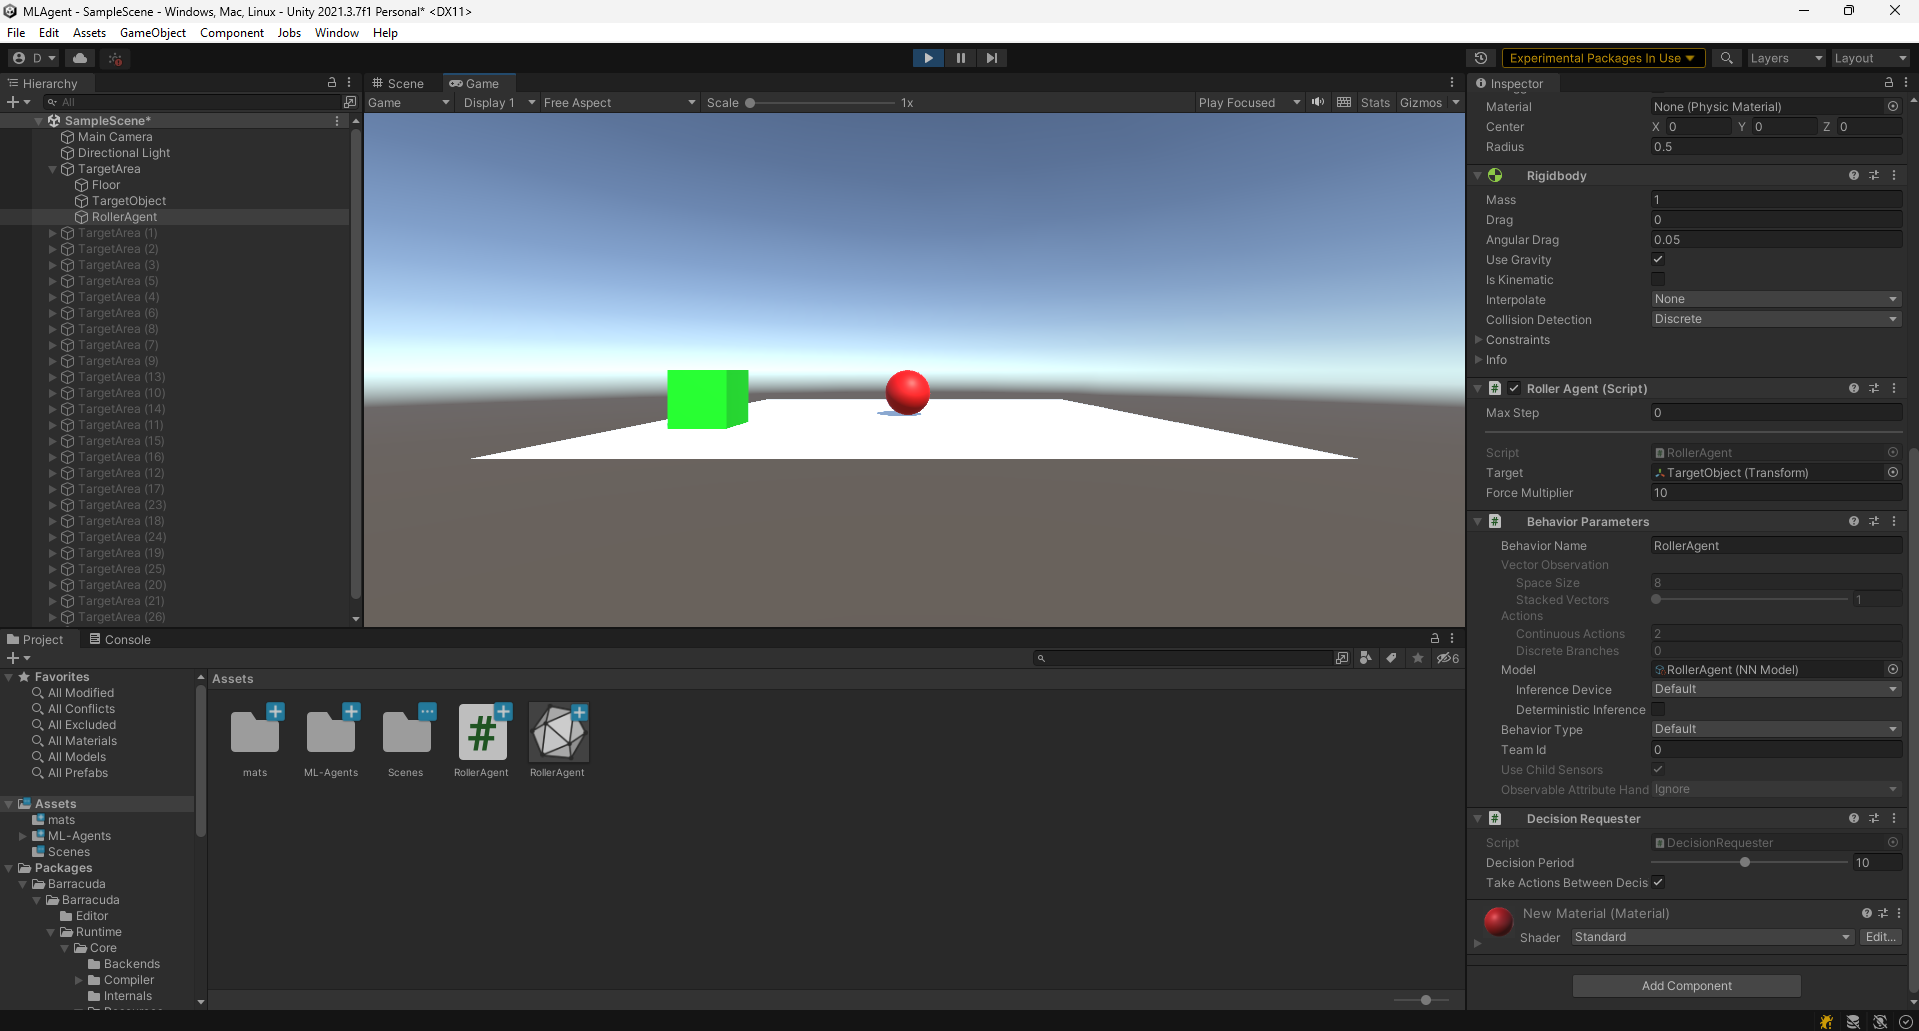 MLAgent - SampleScene - Windows, Mac, Linux - Unity 2021.3.7f1 Personal* <DX11>
File Edit Assets GameObject Component Jobs Window Help
D
Experimental Packages In Use
Layers
Layout
Hierarchy
All
SampleScene*
Main Camera
Directional Light
TargetArea
Floor
TargetObject
RollerAgent
TargetArea (1)
TargetArea (2)
TargetArea (3)
TargetArea (5)
TargetArea (4)
TargetArea (6)
TargetArea (8)
TargetArea (7)
TargetArea (9)
TargetArea (13)
TargetArea (10)
TargetArea (14)
TargetArea (11)
TargetArea (15)
TargetArea (16)
TargetArea (12)
TargetArea (17)
TargetArea (23)
TargetArea (18)
TargetArea (24)
TargetArea (19)
TargetArea (25)
TargetArea (20)
TargetArea (21)
TargetArea (26)
Scene Game
Game Display 1 Free Aspect Scale 1x Play Focused Stats Gizmos
Project Console
6
Favorites
All Modified
All Conflicts
All Excluded
All Materials
All Models
All Prefabs
Assets
mats
ML-Agents
Scenes
Packages
Barracuda
Barracuda
Editor
Runtime
Core
Backends
Compiler
Internals
Assets
mats
ML-Agents
Scenes
RollerAgent
RollerAgent
Inspector
Material None (Physic Material)
Center X 0 Y 0 Z 0
Radius 0.5
Rigidbody
Mass 1
Drag 0
Angular Drag 0.05
Use Gravity
Is Kinematic
Interpolate None
Collision Detection Discrete
Constraints
Info
# Roller Agent (Script)
Max Step 0
Script RollerAgent
Target TargetObject (Transform)
Force Multiplier 10
# Behavior Parameters
Behavior Name RollerAgent
Vector Observation
Space Size 8
Stacked Vectors 1
Actions
Continuous Actions 2
Discrete Branches 0
Model RollerAgent (NN Model)
Inference Device Default
Deterministic Inference
Behavior Type Default
Team Id 0
Use Child Sensors
Observable Attribute Hand Ignore
# Decision Requester
Script DecisionRequester
Decision Period 10
Take Actions Between Decis
New Material (Material)
Shader Standard Edit...
Add Component